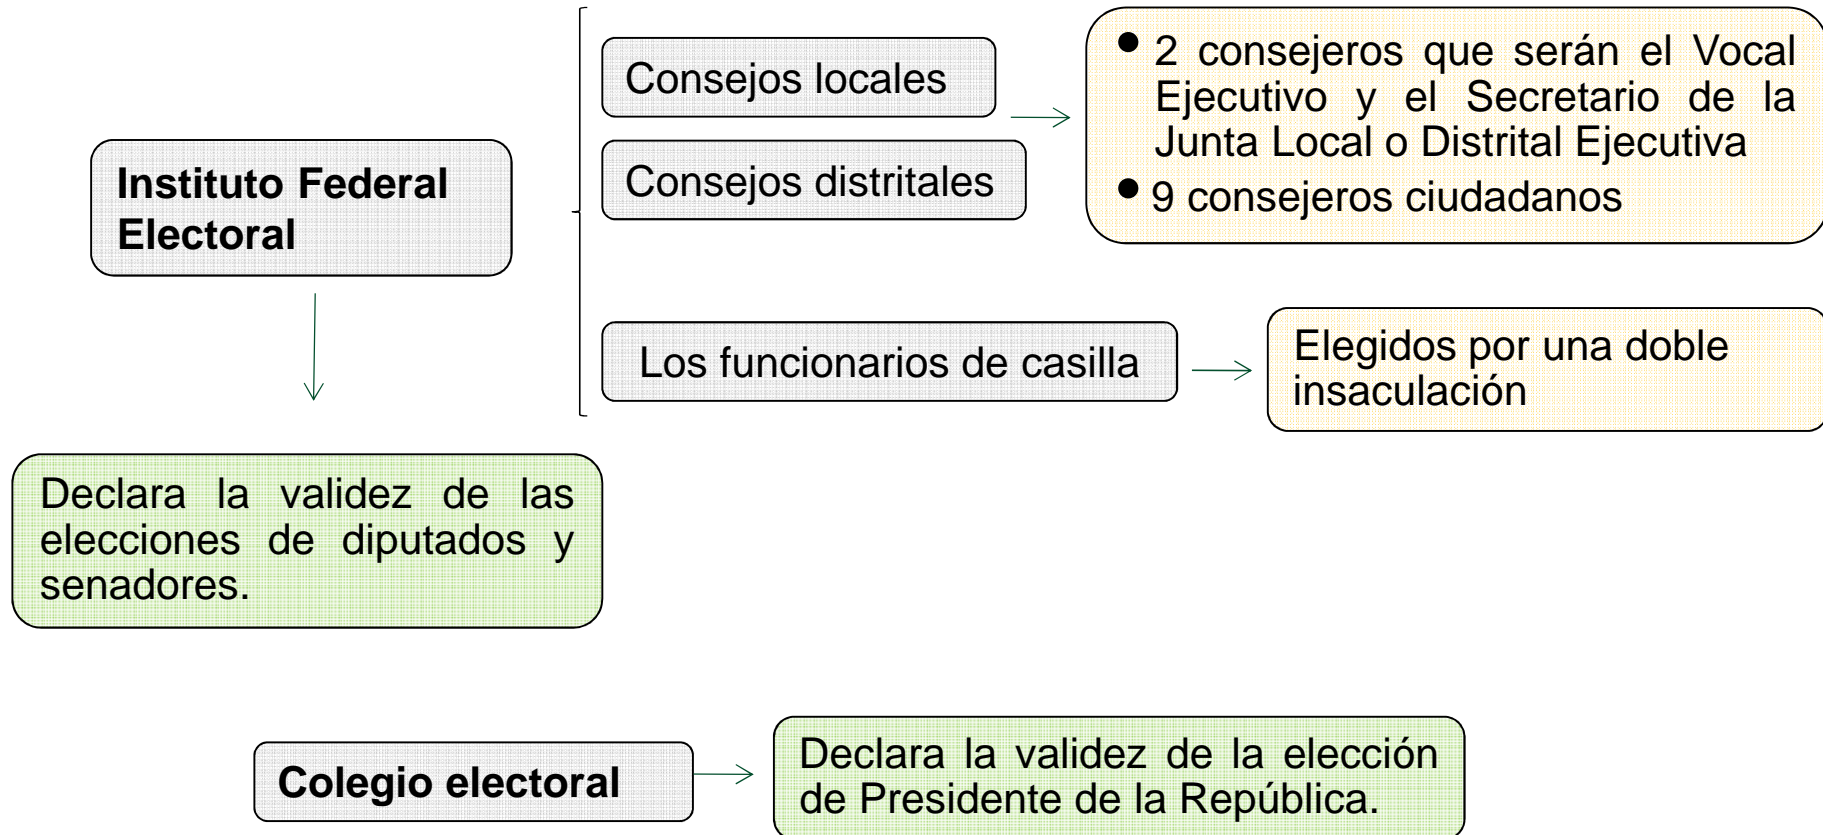 Instituto Federal
Electoral
Consejos locales
Consejos distritales
● 2 consejeros que serán el Vocal
Ejecutivo y el Secretario de la
Junta Local o Distrital Ejecutiva
● 9 consejeros ciudadanos
Los funcionarios de casilla
Elegidos por una doble
insaculación
Declara la validez de las
elecciones de diputados y
senadores.
Colegio electoral
Declara la validez de la elección
de Presidente de la República.